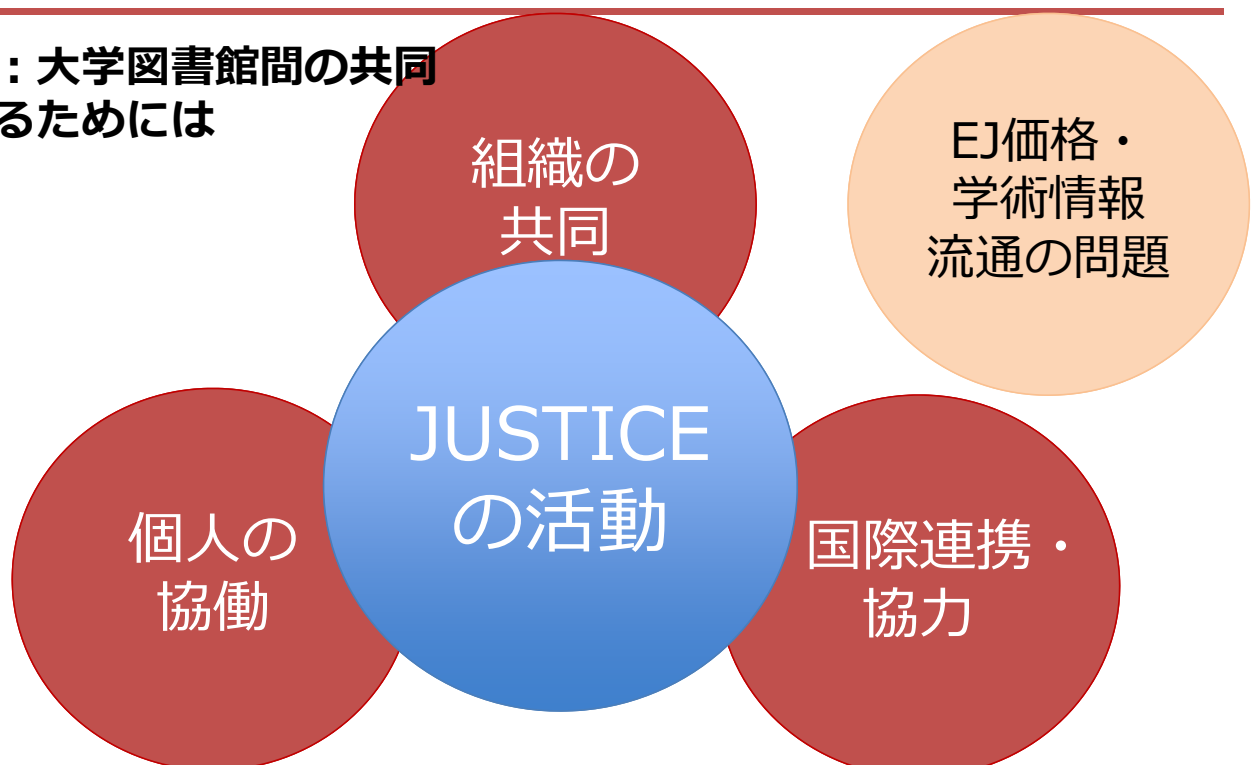 ：大学図書館間の共同
るためには
組織の
共同
EJ価格・
学術情報
流通の問題
JUSTICE
の活動
個人の
協働
国際連携・
協力